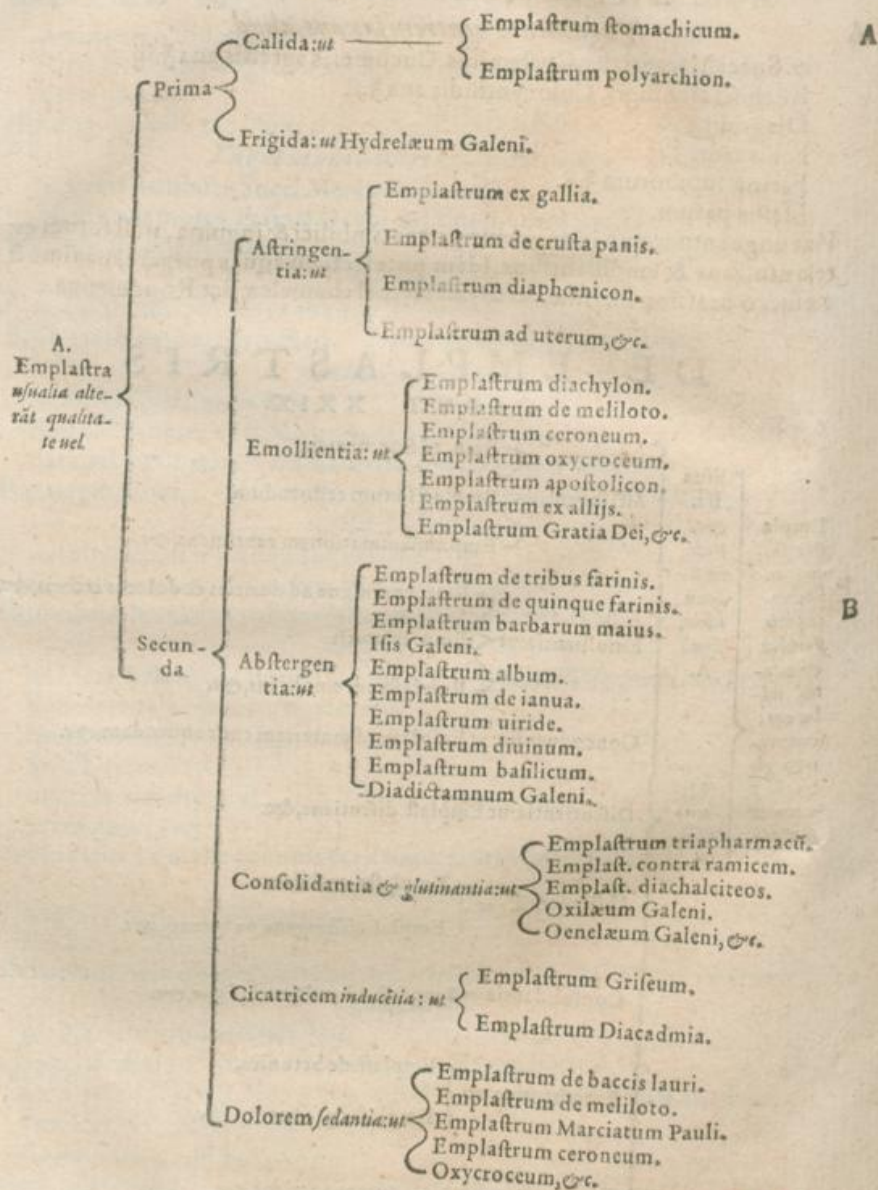 A
Calida: ut
Emplaſtrum ſtomachicum.
Emplaſtrum polyarchion.
Prima
Frigida: ut Hydrelæum Galeni.
Emplaſtrum ex gallia.
Aſtringen-
tia: ut
Emplaſtrum de cruſta panis.
Emplaſtrum diaphœnicon.
Emplaſtrum ad uterum, &c.
A.
Emplaſtra
uſualia alte-
rāt qualita-
te uel
Emplaſtrum diachylon.
Emplaſtrum de meliloto.
Emplaſtrum ceroneum.
Emollientia: ut
Emplaſtrum oxycroceum.
Emplaſtrum apoſtolicon.
Emplaſtrum ex allijs.
Emplaſtrum Gratia Dei, &c.
B
Secun-
da
Emplaſtrum de tribus farinis.
Emplaſtrum de quinque farinis.
Emplaſtrum barbarum maius.
Iſis Galeni.
Abſtergen
tia: ut
Emplaſtrum album.
Emplaſtrum de ianua.
Emplaſtrum uiride.
Emplaſtrum diuinum.
Emplaſtrum baſilicum.
Diadictamnum Galeni.
Conſolidantia & glutinantia: ut
Emplaſtrum triapharmacū.
Emplaſt. contra ramicem.
Emplaſt. diachalciteos.
Oxilæum Galeni.
Oenelæum Galeni, &c.
Cicatricem inducētia: ut
Emplaſtrum Griſeum.
Emplaſtrum Diacadmia.
Dolorem ſedantia: ut
Emplaſtrum de baccis lauri.
Emplaſtrum de meliloto.
Emplaſtrum Marciatum Pauli.
Emplaſtrum ceroneum.
Oxycroceum, &c.